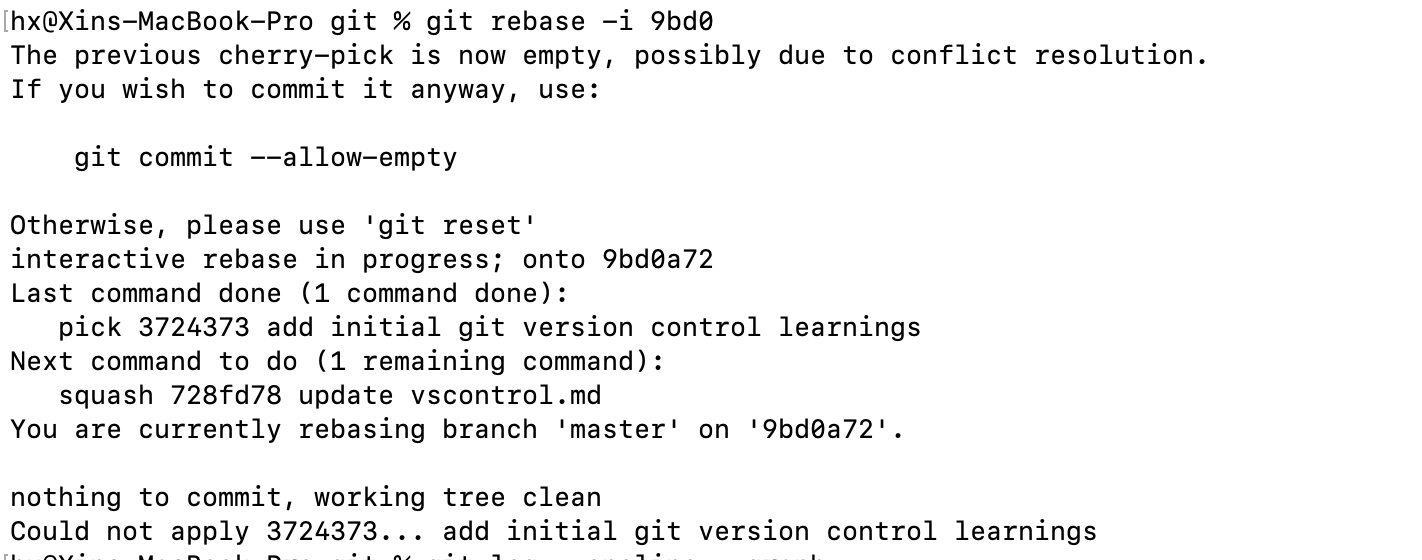 [hx@Xins-MacBook-Pro git % git rebase -i 9bd0
The previous cherry-pick is now empty, possibly due to conflict resolution.
If you wish to commit it anyway, use:
git commit --allow-empty
Otherwise, please use 'git reset'
interactive rebase in progress; onto 9bd0a72
Last command done (1 command done):
pick 3724373 add initial git version control learnings
Next command to do (1 remaining command):
squash 728fd78 update vscontrol.md
You are currently rebasing branch 'master' on '9bd0a72'.
nothing to commit, working tree clean
Could not apply 3724373... add initial git version control learnings